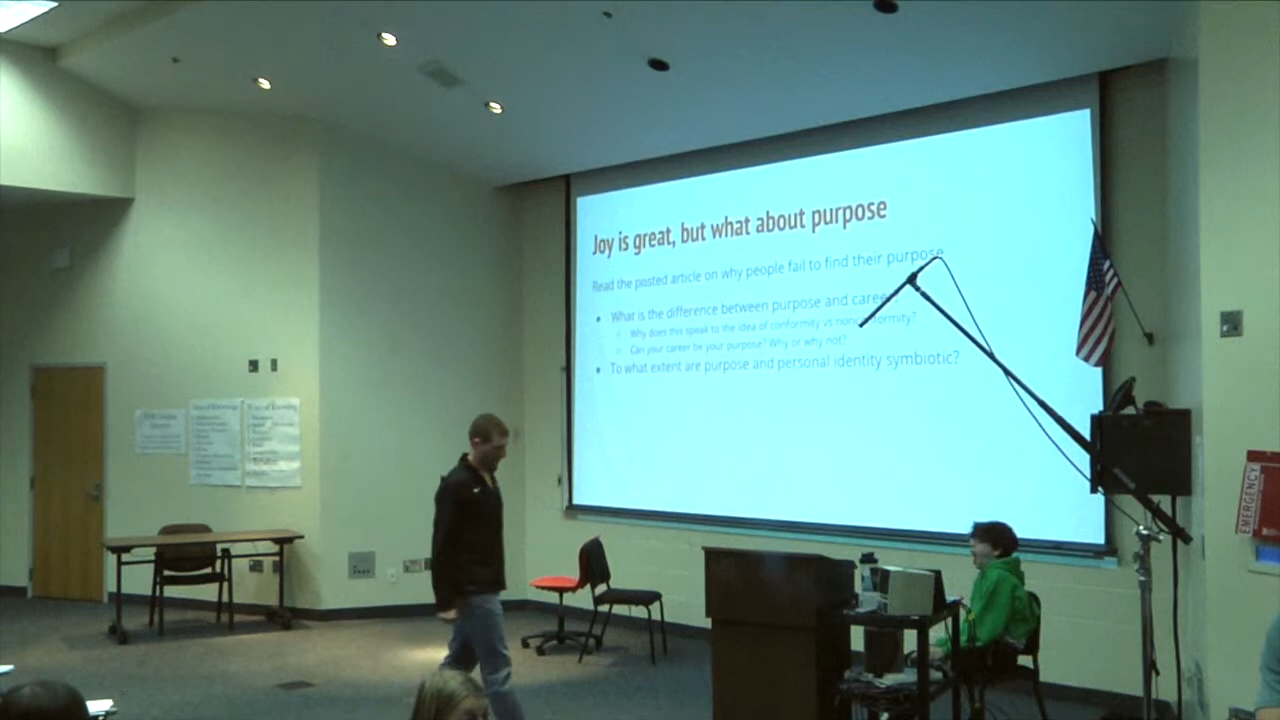 Joy is great, but what about purpose
Read the posted article on why people fail to find their purpose
What is the difference between purpose and career
Why does this speak to the idea of conformity vs nonconformity?
Can your career be your purpose? Why or why not?
To what extent are purpose and personal identity symbiotic?
EMERGENCY